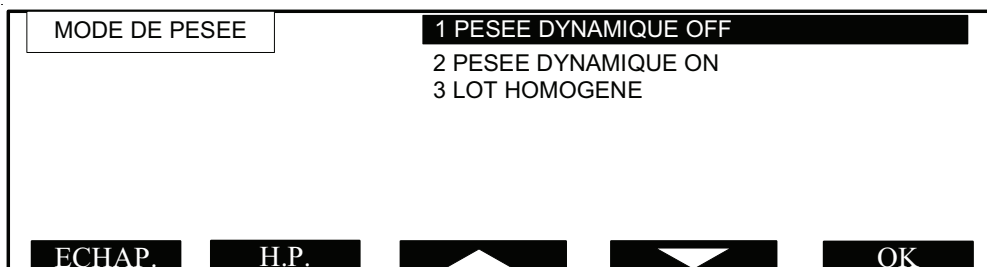 MODE DE PESEE
1 PESEE DYNAMIQUE OFF
2 PESEE DYNAMIQUE ON
3 LOT HOMOGENE
ECHAP. H.P. OK